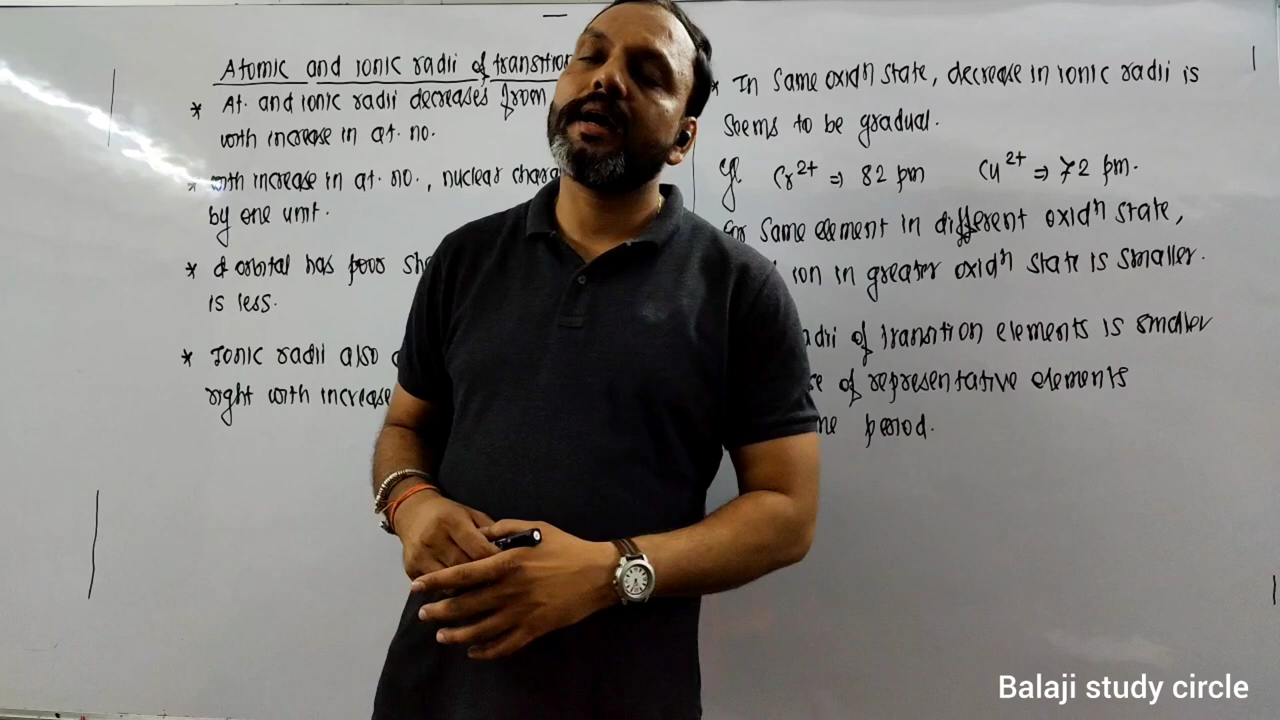 Atomic and ionic radii of transition
* At. and ionic radii decreases from
with increase in at. no.
* with increase in at. no., nuclear charge
by one unit.
* d orbital has poor
is less.
* Ionic radii also
right with increase
* In same oxidn state, decrease in ionic radii is
seems to be gradual.
Cr2+ ⇒ 82 pm Cu2+ ⇒ 72 pm.
For same element in different oxidn state,
ion in greater oxidn state is smaller.
of transition elements is smaller
of representative elements
period.
Balaji study circle